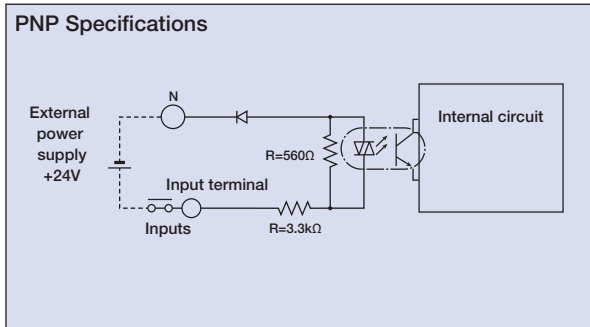 PNP Specifications
N
External
power
supply
+24V
Internal circuit
R=560Ω
Input terminal
Inputs
R=3.3kΩ